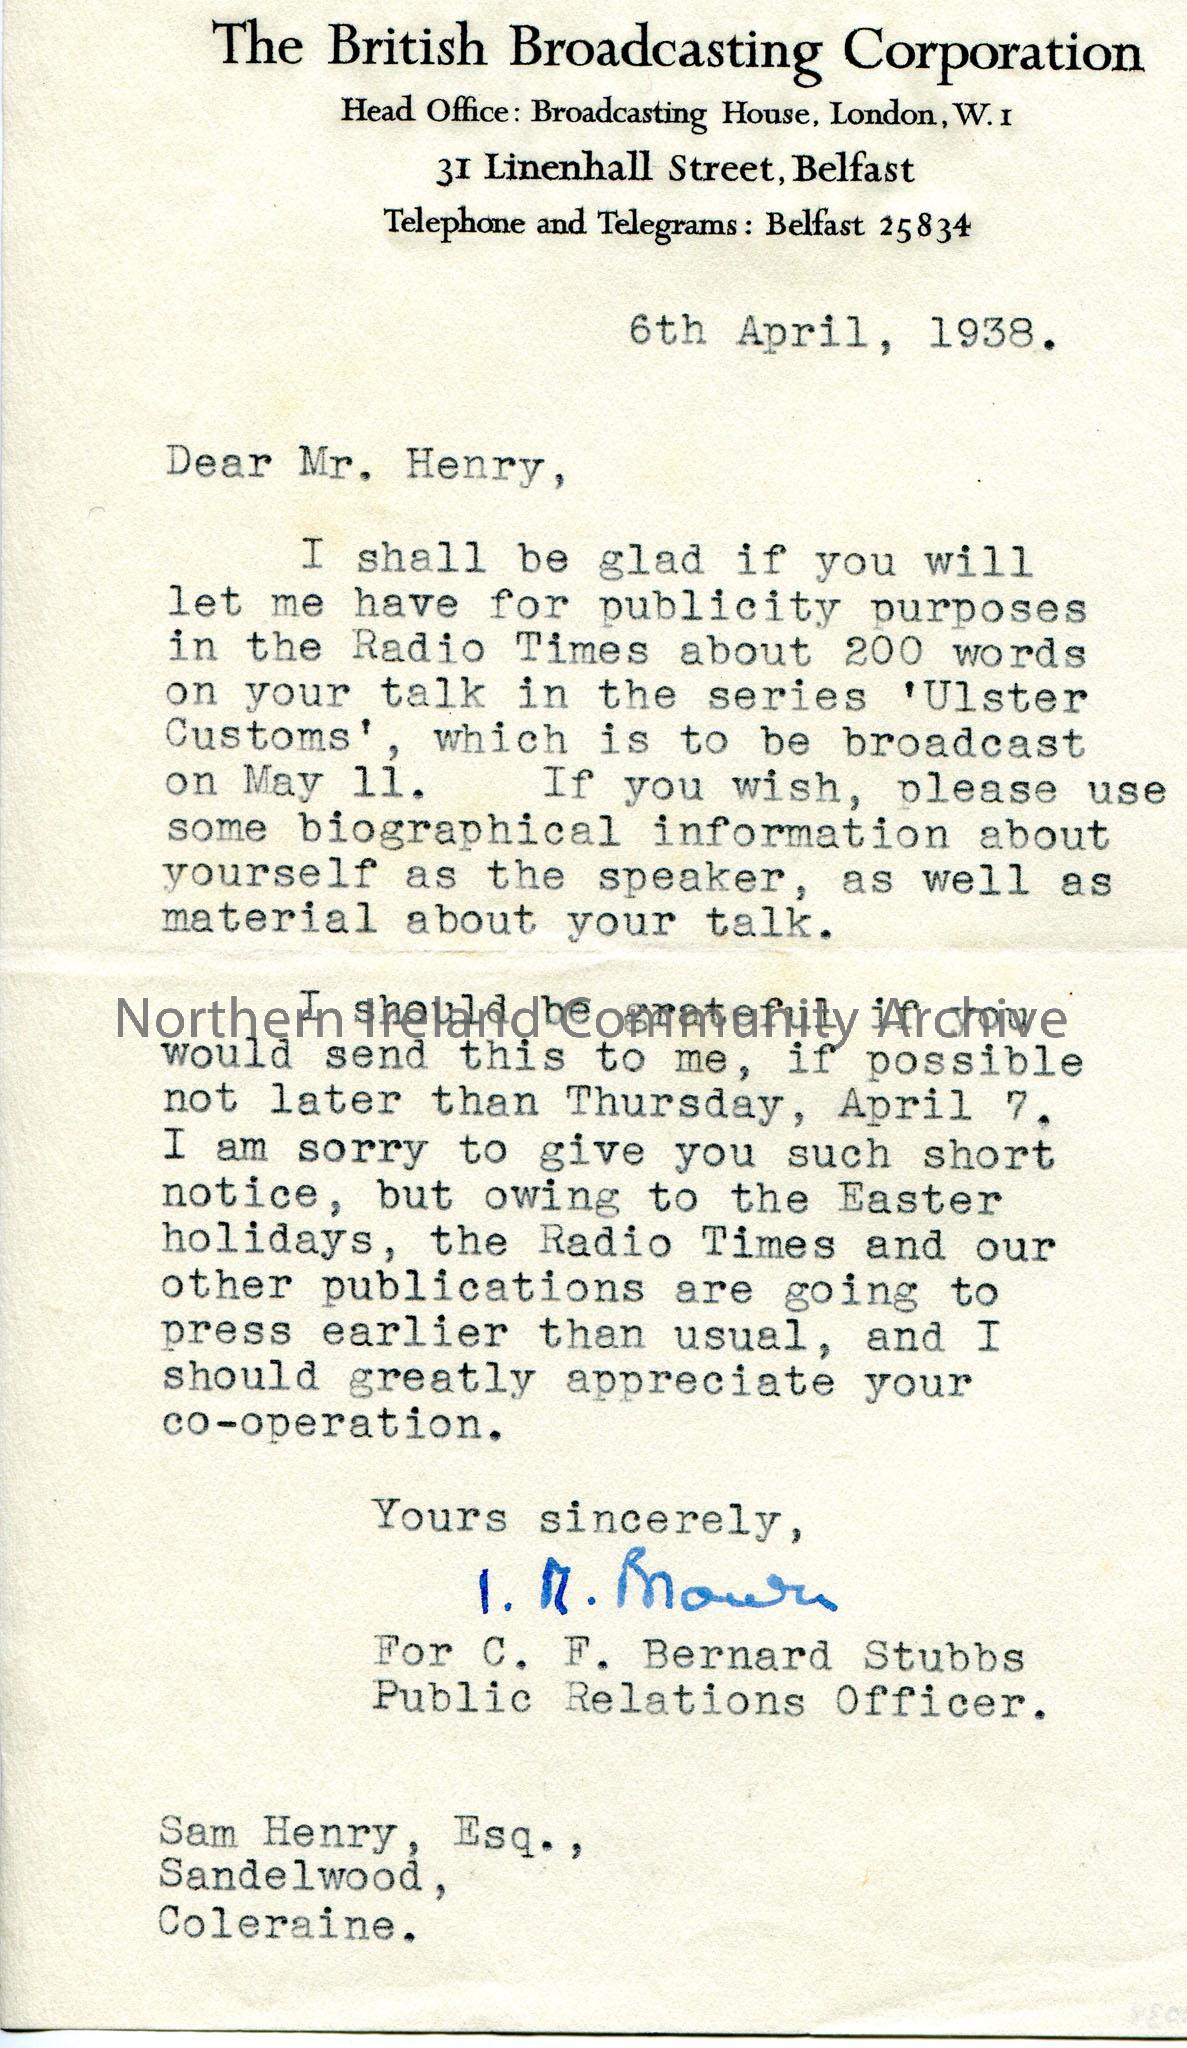 The British Broadcasting Corporation
Head Office: Broadcasting House, London, W. 1
31 Linenhall Street, Belfast
Telephone and Telegrams: Belfast 25834
6th April, 1938.
Dear Mr. Henry,
I shall be glad if you will
let me have for publicity purposes
in the Radio Times about 200 words
on your talk in the series 'Ulster
Customs', which is to be broadcast
on May 11. If you wish, please use
some biographical information about
yourself as the speaker, as well as
material about your talk.
I should be grateful if you
Northern Ireland Community Archive
would send this to me, if possible
not later than Thursday, April 7.
I am sorry to give you such short
notice, but owing to the Easter
holidays, the Radio Times and our
other publications are going to
press earlier than usual, and I
should greatly appreciate your
co-operation.
Yours sincerely,
I. M. Brown
For C. F. Bernard Stubbs
Public Relations Officer.
Sam Henry, Esq.,
Sandelwood,
Coleraine.